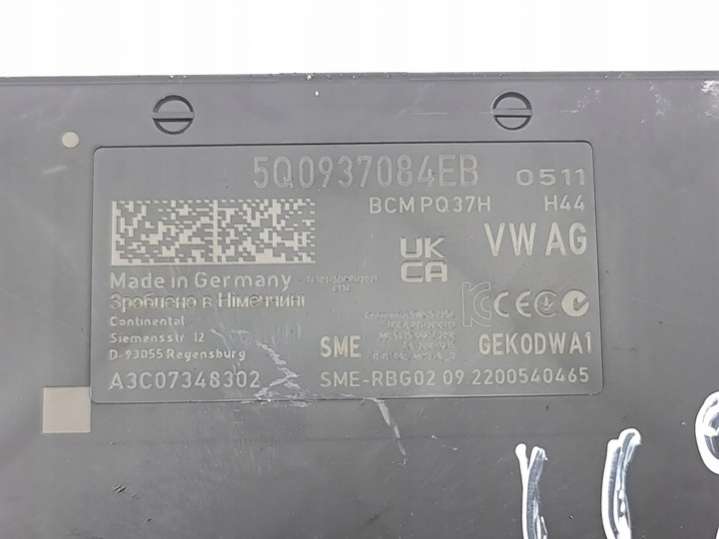 5Q0937084EB 0511
BCM PQ37H H44
UK
CA
VW AG
Made in Germany
Зроблено в Німеччині
Continental
Siemensstr 12
D-93055 Regensburg
SME
GEK0DWA1
A3C07348302
SME-RBG02 09.2200540465